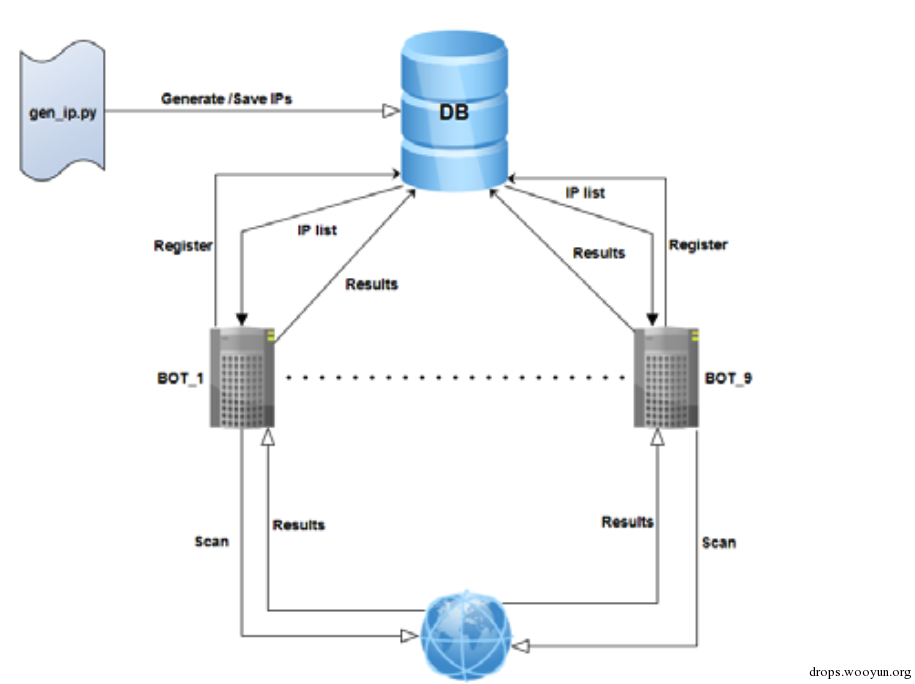 gen_ip.py
Generate /Save IPs
DB
IP list
IP list
Register
Register
Results
Results
BOT_1
BOT_9
Results
Results
Scan
Scan
drops.wooyun.org